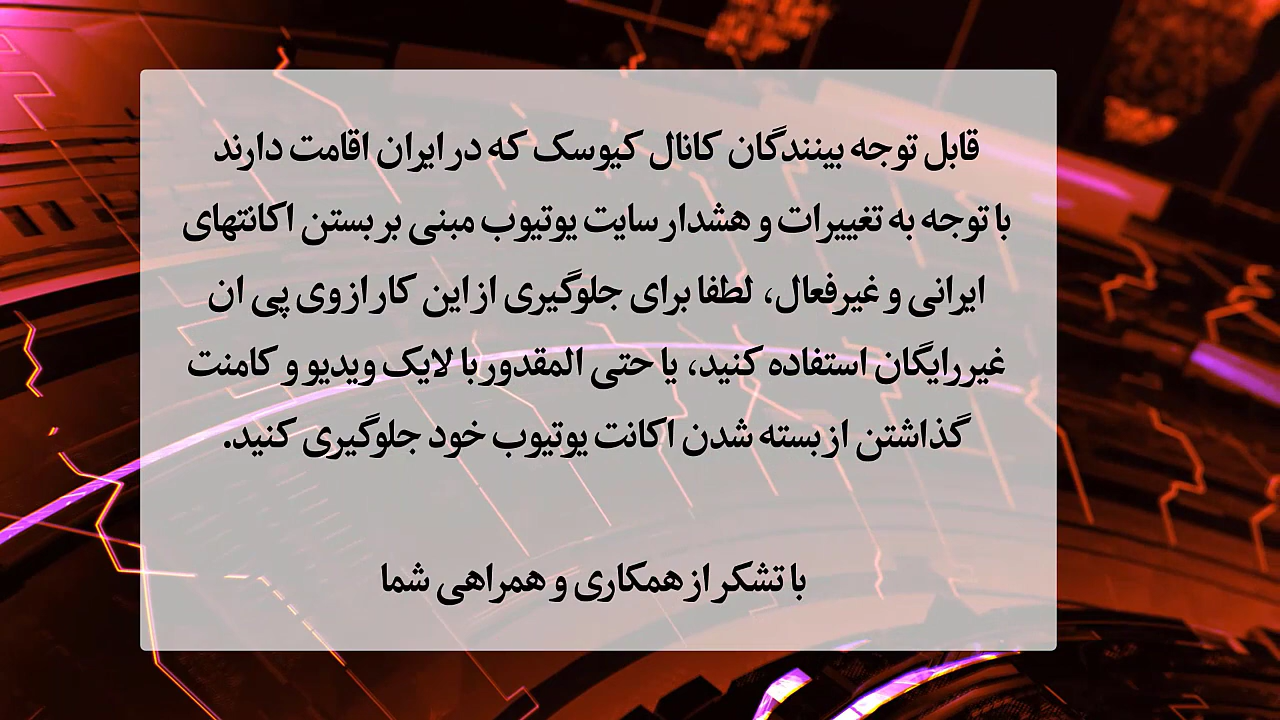 قابل توجه بینندگان کانال کیوسک که در ایران اقامت دارند
با توجه به تغییرات و هشدار سایت یوتیوب مبنی بر بستن اکانتهای
ایرانی و غیرفعال، لطفا برای جلوگیری از این کار از وی پی ان
غیررایگان استفاده کنید، یا حتی المقدور با لایک ویدیو و کامنت
گذاشتن از بسته شدن اکانت یوتیوب خود جلوگیری کنید.
با تشکر از همکاری و همراهی شما